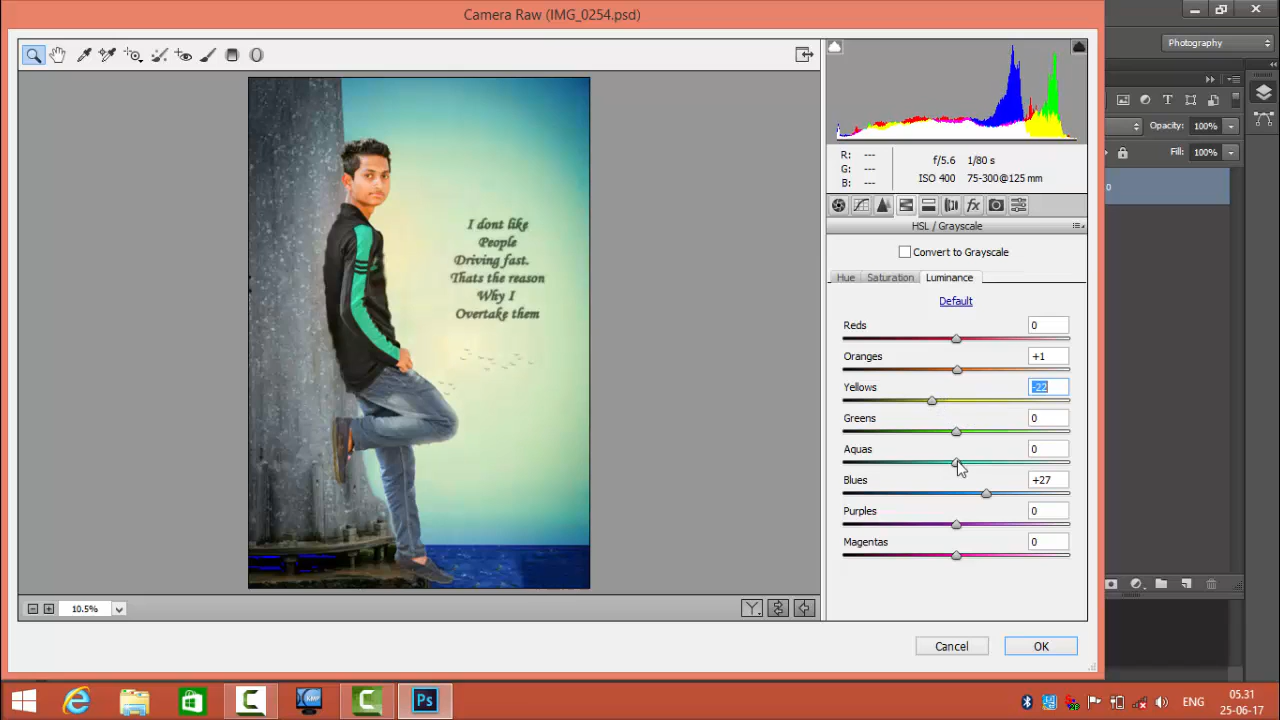 Camera Raw (IMG_0254.psd)
Photography
R: ---
G: ---
B: ---
f/5.6 1/80 s
ISO 400 75-300@125 mm
Opacity: 100%
Fill: 100%
0
HSL / Grayscale
Convert to Grayscale
Hue Saturation Luminance
Default
Reds 0
Oranges +1
Yellows -22
Greens 0
Aquas 0
Blues +27
Purples 0
Magentas 0
I dont like
People
Driving fast.
Thats the reason
Why I
Overtake them
10.5%
Cancel OK
Ps
ENG
05.31
25-06-17